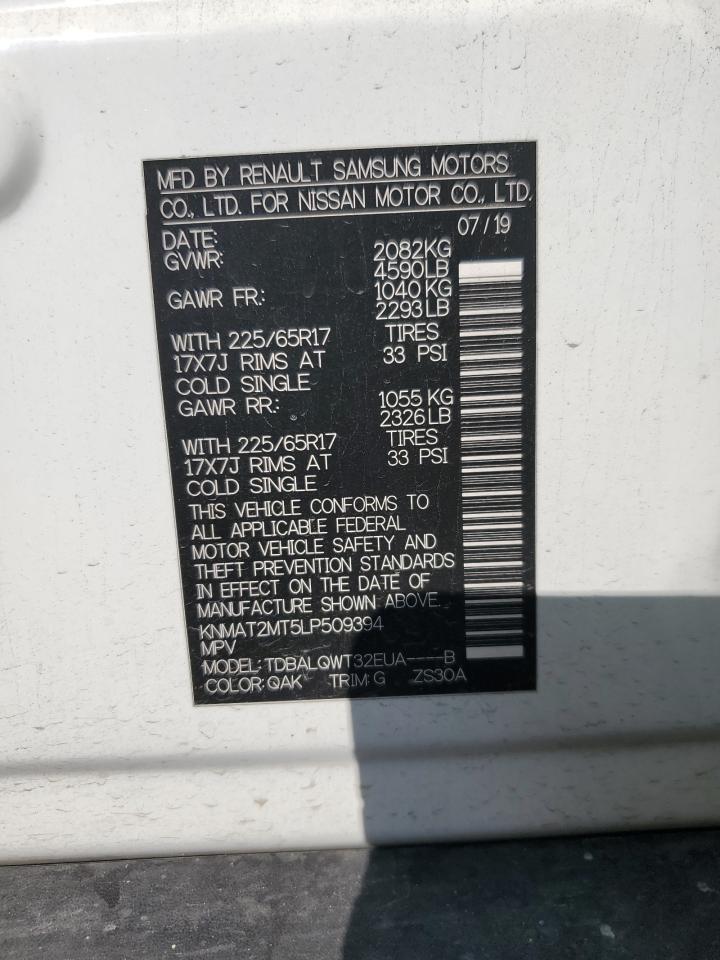 MFD BY RENAULT SAMSUNG MOTORS
CO., LTD. FOR NISSAN MOTOR CO., LTD.
DATE: 07/19
GVWR: 2082KG
4590LB
GAWR FR.: 1040 KG
2293LB
WITH 225/65R17 TIRES
17X7J RIMS AT 33 PSI
COLD SINGLE
GAWR RR.: 1055 KG
2326LB
WITH 225/65R17 TIRES
17X7J RIMS AT 33 PSI
COLD SINGLE
THIS VEHICLE CONFORMS TO
ALL APPLICABLE FEDERAL
MOTOR VEHICLE SAFETY AND
THEFT PREVENTION STANDARDS
IN EFFECT ON THE DATE OF
MANUFACTURE SHOWN ABOVE.
KNMAT2MT5LP509394
MPV
MODEL: TDBALQWT32EUA----B
COLOR: QAK TRIM: G ZS30A